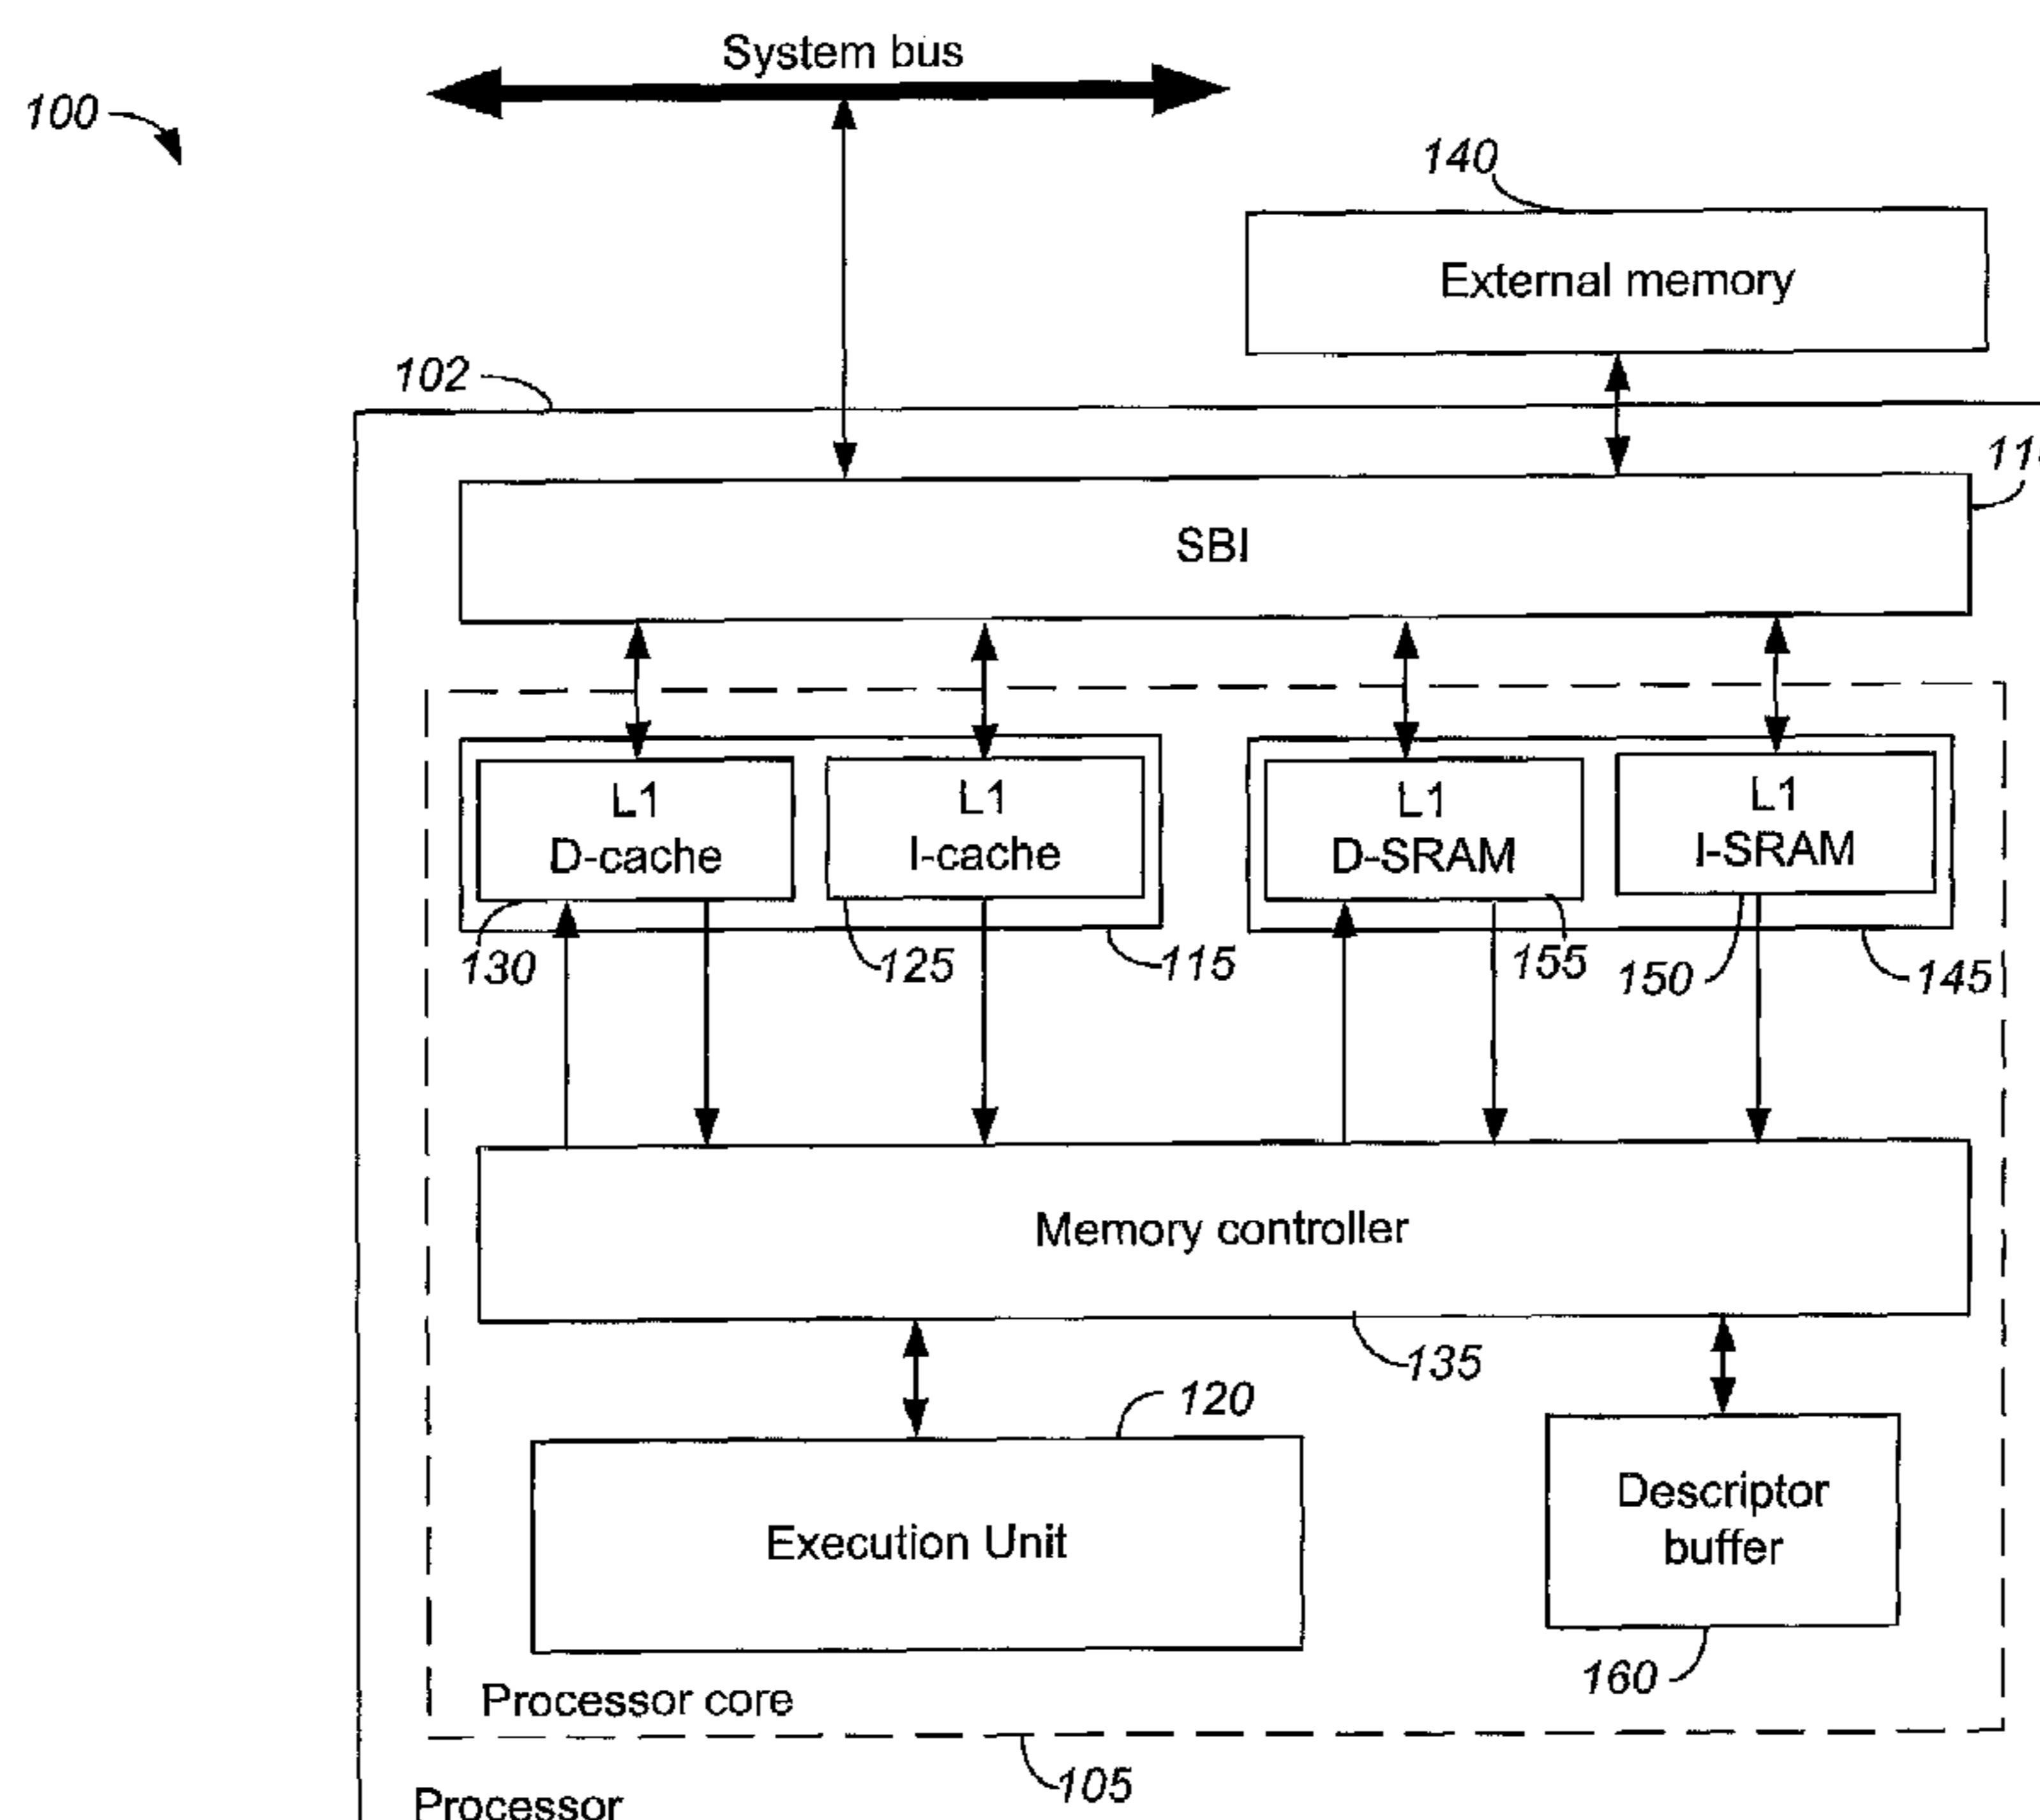 System bus
100
140
External memory
102
SBI
L1
D-cache
L1
I-cache
L1
D-SRAM
L1
I-SRAM
130
125
115
155
150
145
Memory controller
135
120
Execution Unit
Descriptor
buffer
160
Processor core
105
Processor